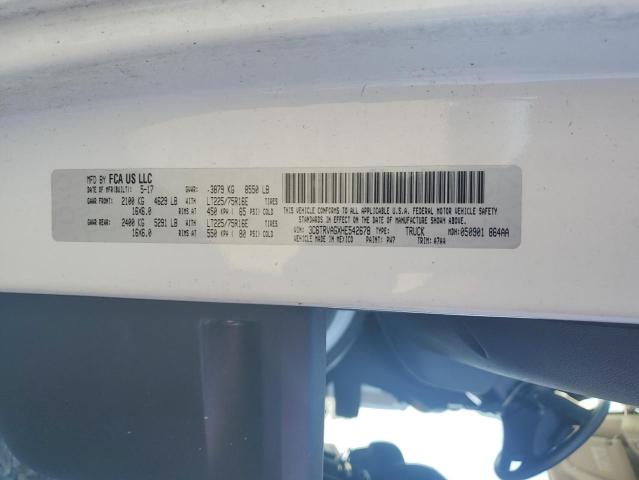 MFD BY FCA US LLC
DATE OF MFR(BUILT): 5-17 GVWR: -3879 KG 8550 LB
GAWR FRONT: 2100 KG 4629 LB WITH LT225/75R16E TIRES
16X6.0 RIMS AT 450 KPA ( 65 PSI) COLD
GAWR REAR: 2400 KG 5291 LB WITH LT225/75R16E TIRES
16X6.0 RIMS AT 550 KPA ( 80 PSI) COLD
THIS VEHICLE CONFORMS TO ALL APPLICABLE U.S.A. FEDERAL MOTOR VEHICLE SAFETY
STANDARDS IN EFFECT ON THE DATE OF MANUFACTURE SHOWN ABOVE.
VIN: 3C6TRVAGXHE542678 TYPE: TRUCK MDH: 050901 864AA
VEHICLE MADE IN MEXICO PAINT: PW7 TRIM: A7AA